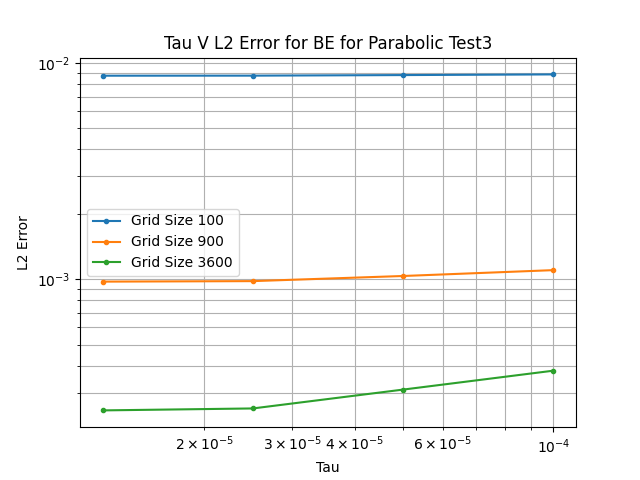 Tau V L2 Error for BE for Parabolic Test3
10⁻²
L2 Error
10⁻³
Grid Size 100
Grid Size 900
Grid Size 3600
2 × 10⁻⁵
3 × 10⁻⁵
4 × 10⁻⁵
6 × 10⁻⁵
10⁻⁴
Tau